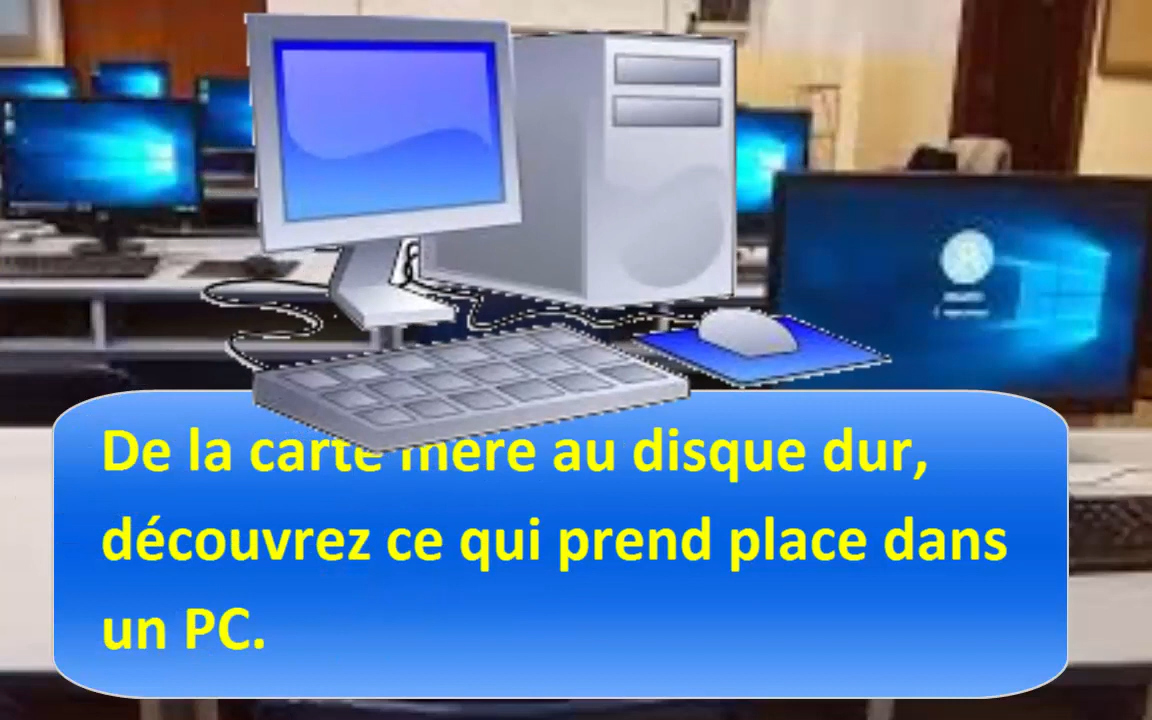 De la carte mère au disque dur,
découvrez ce qui prend place dans
un PC.